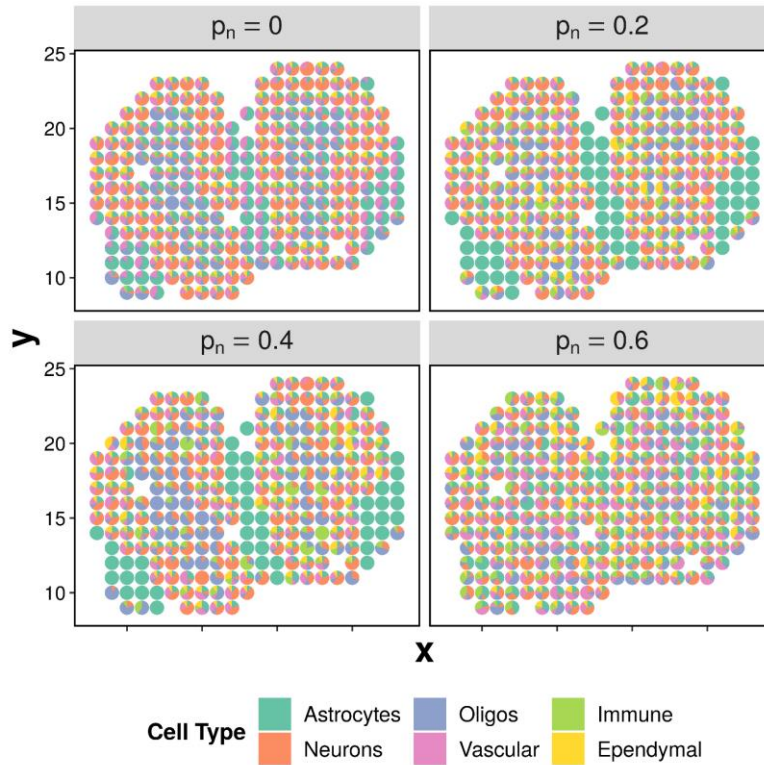 pn = 0
pn = 0.2
25
20
15
10
pn = 0.4
pn = 0.6
25
20
15
10
y
x
Cell Type
Astrocytes
Oligos
Immune
Neurons
Vascular
Ependymal